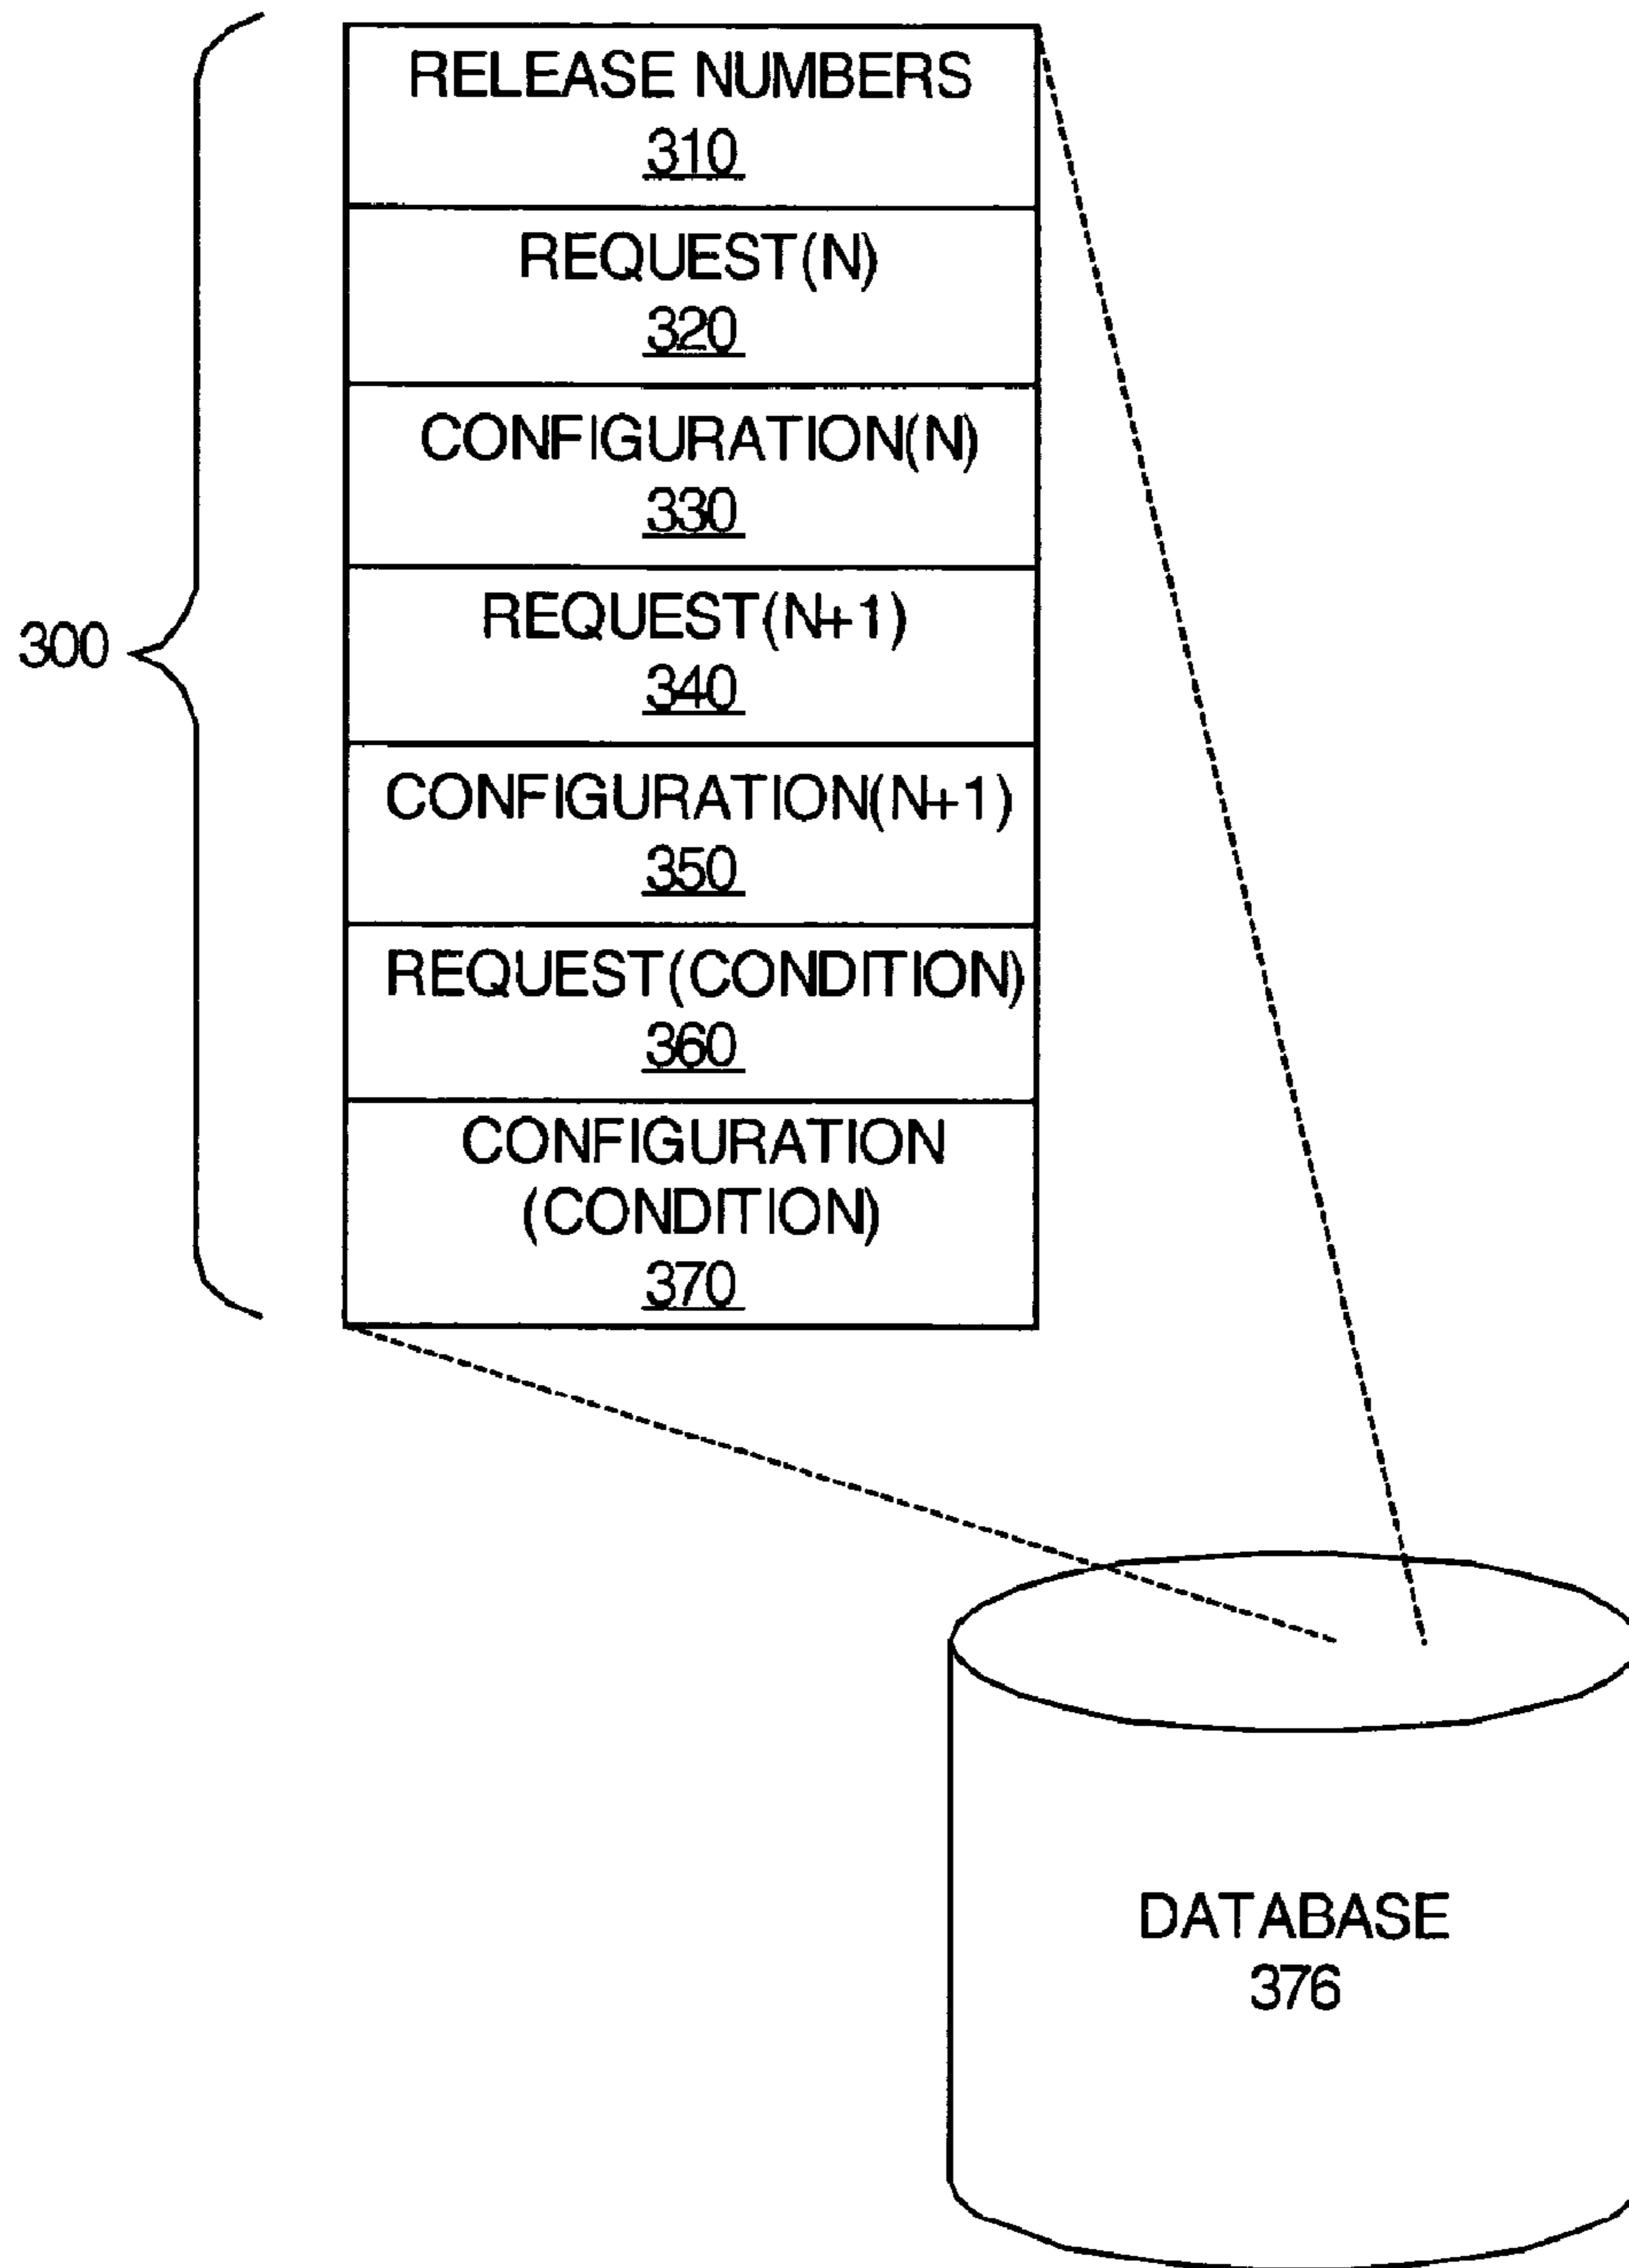 RELEASE NUMBERS
310
REQUEST(N)
320
CONFIGURATION(N)
330
300
REQUEST(N+1)
340
CONFIGURATION(N+1)
350
REQUEST(CONDITION)
360
CONFIGURATION
(CONDITION)
370
DATABASE
376